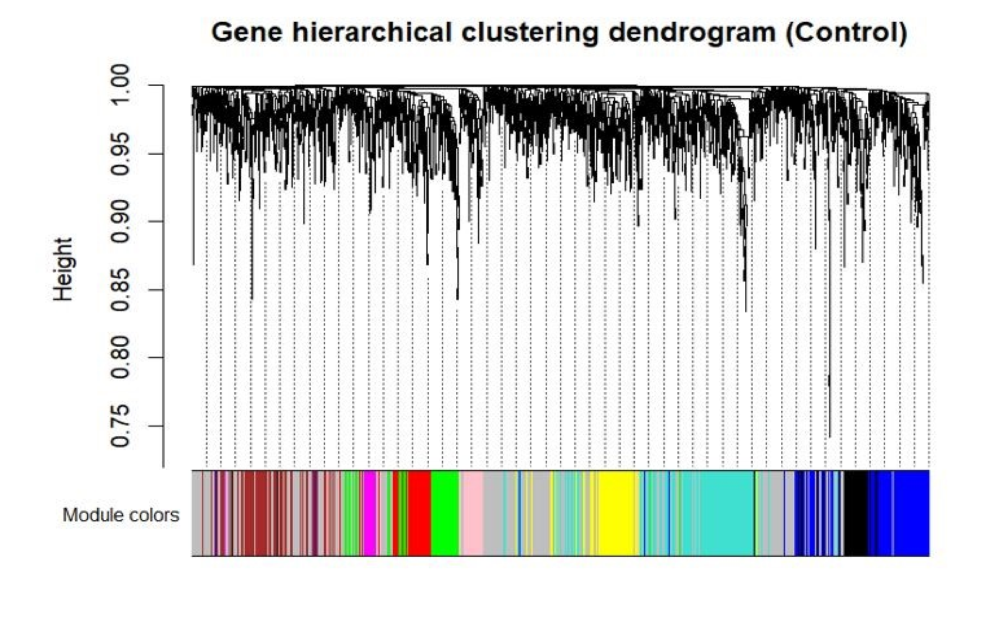 Gene hierarchical clustering dendrogram (Control)
1.00
0.95
0.90
0.85
0.80
0.75
Height
Module colors